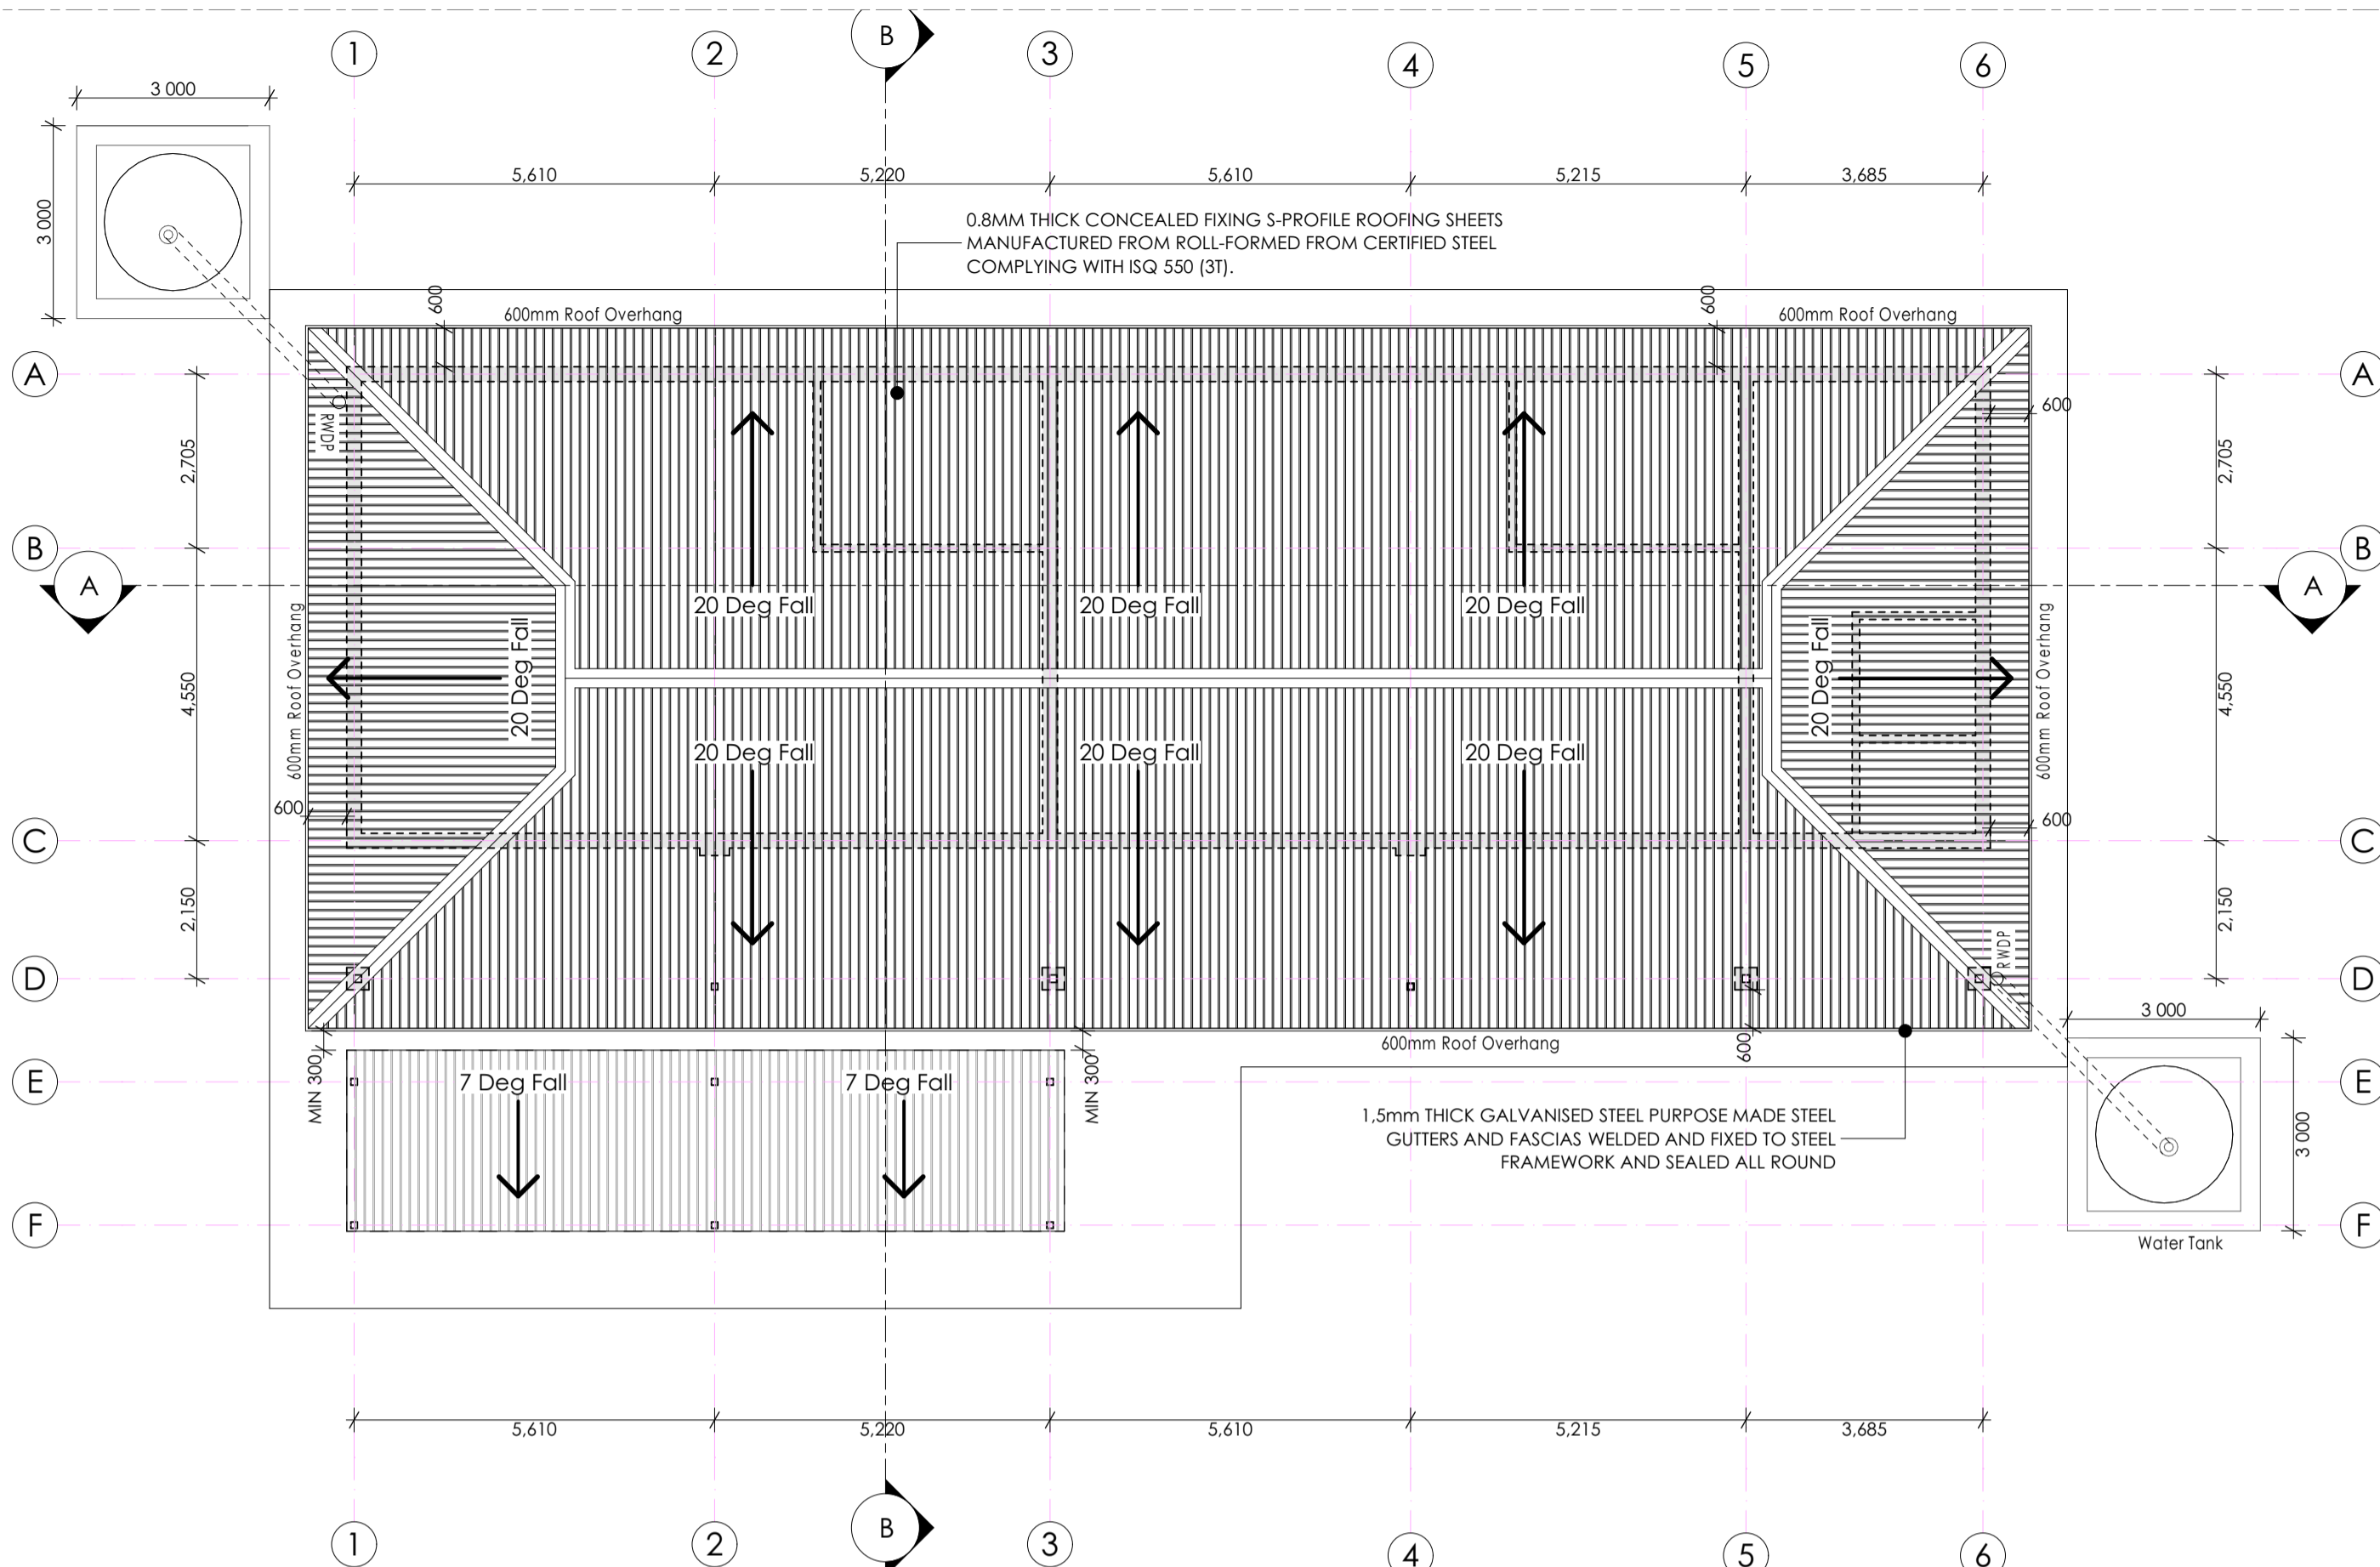 B
1
2
3
4
5
6
3 000
3 000
5,610
5,220
5,610
5,215
3,685
0.8MM THICK CONCEALED FIXING S-PROFILE ROOFING SHEETS
MANUFACTURED FROM ROLL-FORMED FROM CERTIFIED STEEL
COMPLYING WITH ISQ 550 (3T).
600
600
600mm Roof Overhang
600mm Roof Overhang
A
A
600
RWDP
2,705
2,705
B
B
A
A
20 Deg Fall
20 Deg Fall
20 Deg Fall
600mm Roof Overhang
20 Deg Fall
20 Deg Fall
600mm Roof Overhang
4,550
4,550
20 Deg Fall
20 Deg Fall
20 Deg Fall
600
600
C
C
2,150
2,150
RWDP
D
D
3 000
600mm Roof Overhang
600
MIN 300
MIN 300
E
E
7 Deg Fall
7 Deg Fall
1,5mm THICK GALVANISED STEEL PURPOSE MADE STEEL
GUTTERS AND FASCIAS WELDED AND FIXED TO STEEL
FRAMEWORK AND SEALED ALL ROUND
3 000
F
F
Water Tank
5,610
5,220
5,610
5,215
3,685
B
1
2
3
4
5
6